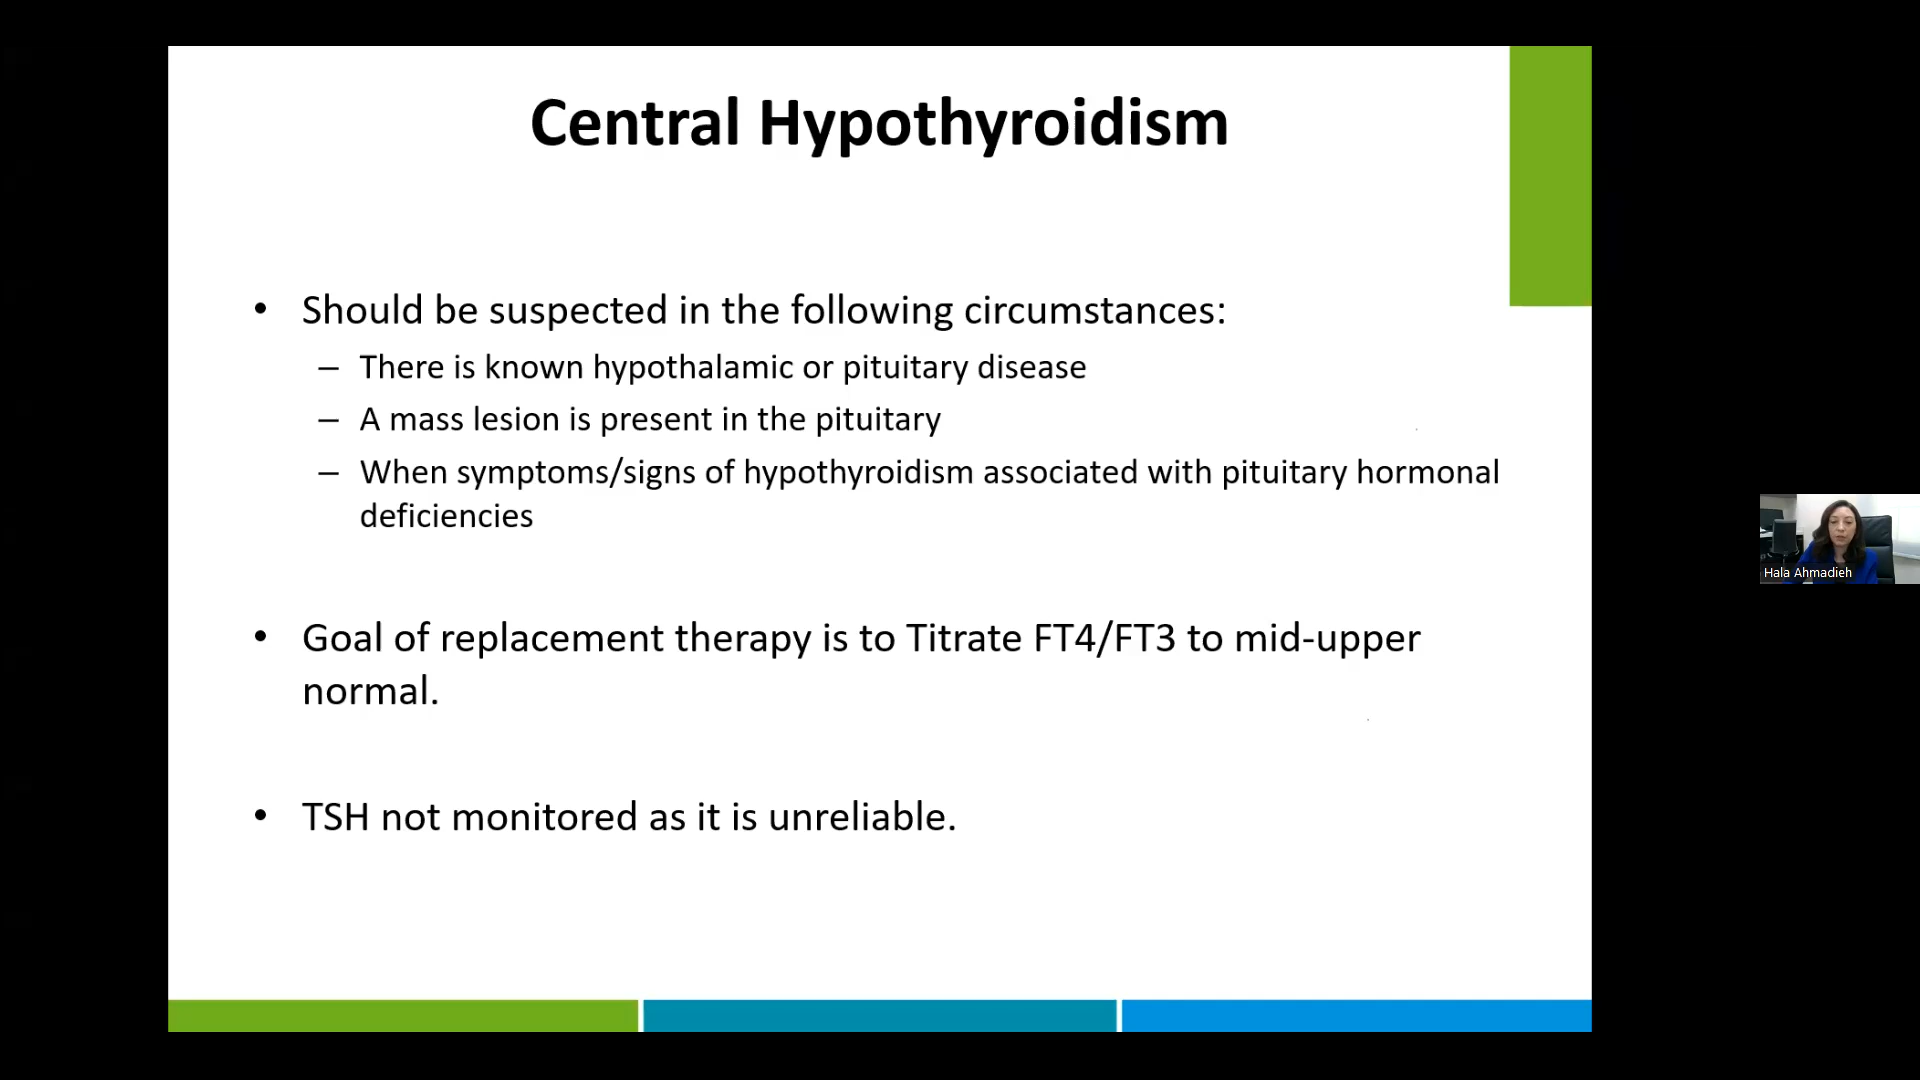 Central Hypothyroidism
• Should be suspected in the following circumstances:
– There is known hypothalamic or pituitary disease
– A mass lesion is present in the pituitary
– When symptoms/signs of hypothyroidism associated with pituitary hormonal
deficiencies
• Goal of replacement therapy is to Titrate FT4/FT3 to mid-upper
normal.
• TSH not monitored as it is unreliable.
Hala Ahmadieh